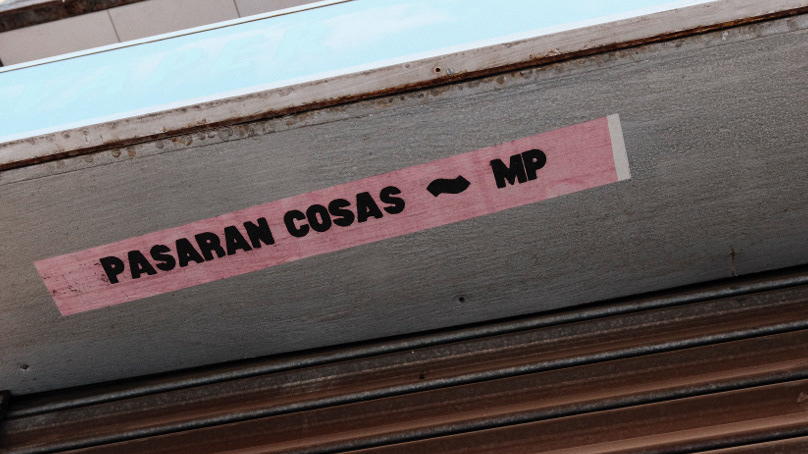 PASARAN COSAS ~ MP